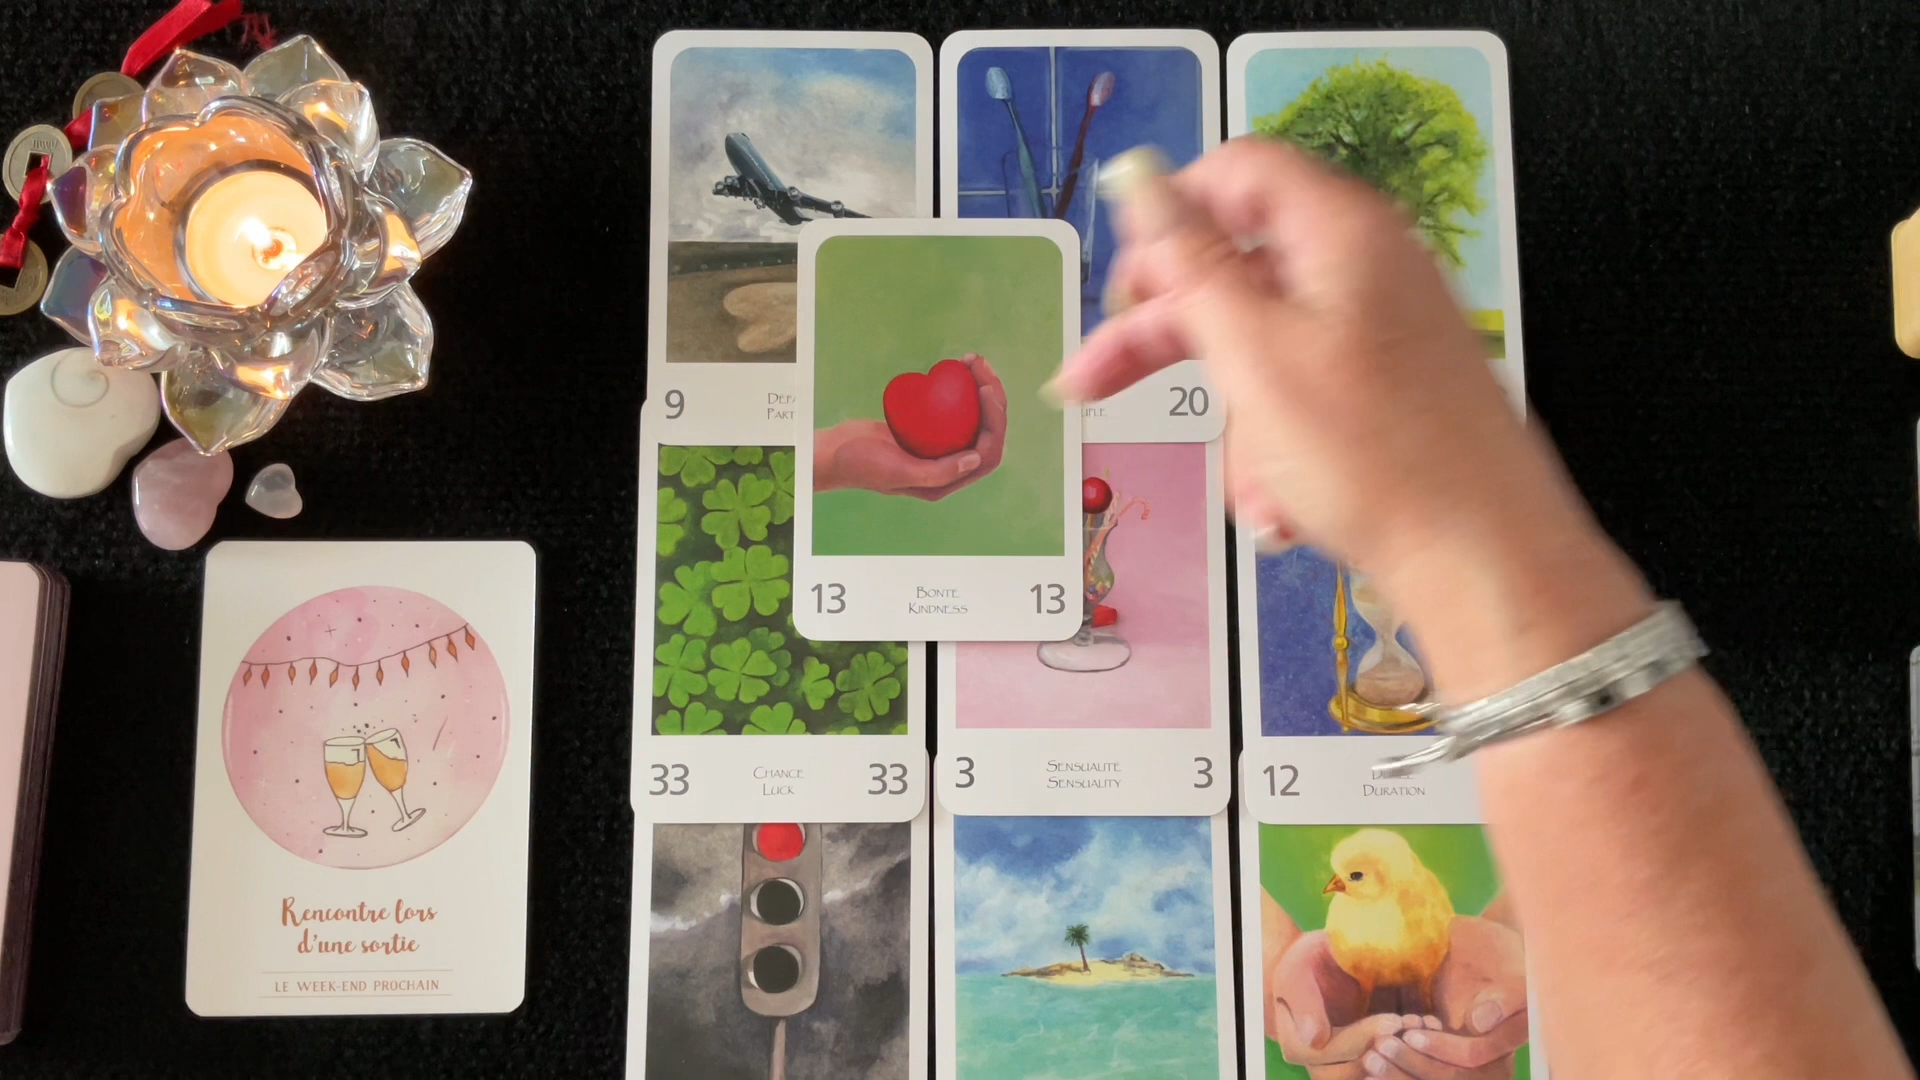 9
20
13
BONTE
KINDNESS
13
33
CHANCE
LUCK
33
3
SENSUALITÉ
SENSUALITY
3
12
DURATION
Rencontre lors
d'une sortie
LE WEEK-END PROCHAIN